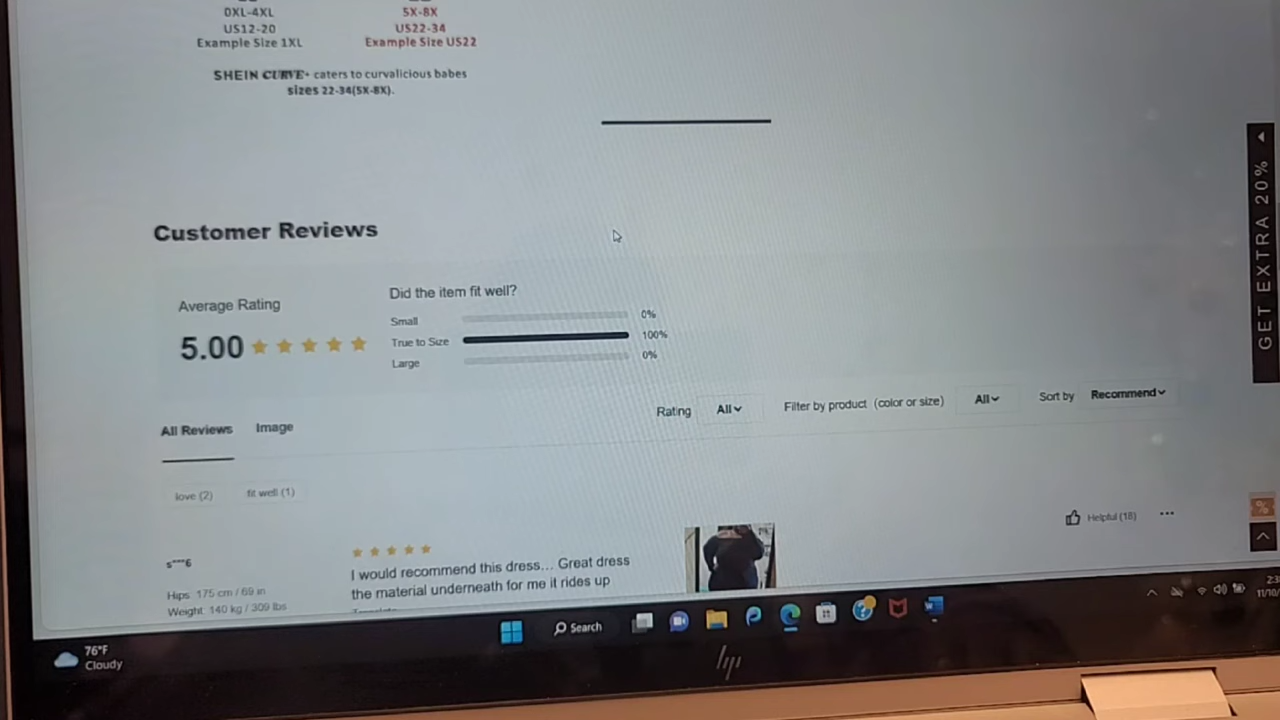 0XL-4XL
US12-20
Example Size 1XL
5X-8X
US22-34
Example Size US22
SHEIN CURVE+ caters to curvalicious babes
sizes 22-34(5X-8X).
GET EXTRA 20%
Customer Reviews
Average Rating
5.00
Did the item fit well?
Small 0%
True to Size 100%
Large 0%
Rating All Filter by product (color or size) All Sort by Recommend
All Reviews Image
love (2) fit well (1)
s***6
Hips: 175 cm / 69 in
Weight: 140 kg / 309 lbs
I would recommend this dress... Great dress
the material underneath for me it rides up
Helpful (18)
%
76°F
Cloudy
Search
hp